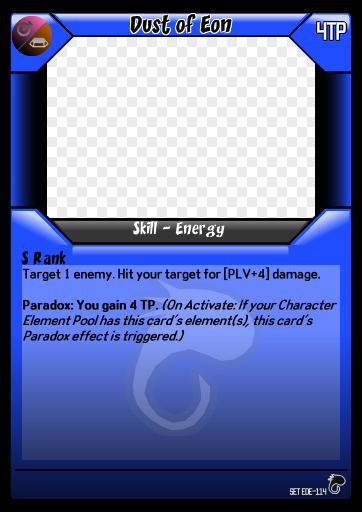 Dust of Eon
4TP
Skill - Energy
S Rank
Target 1 enemy. Hit your target for [PLV+4] damage.
Paradox: You gain 4 TP. (On Activate: If your Character
Element Pool has this card's element(s), this card's
Paradox effect is triggered.)
SET EOE-114